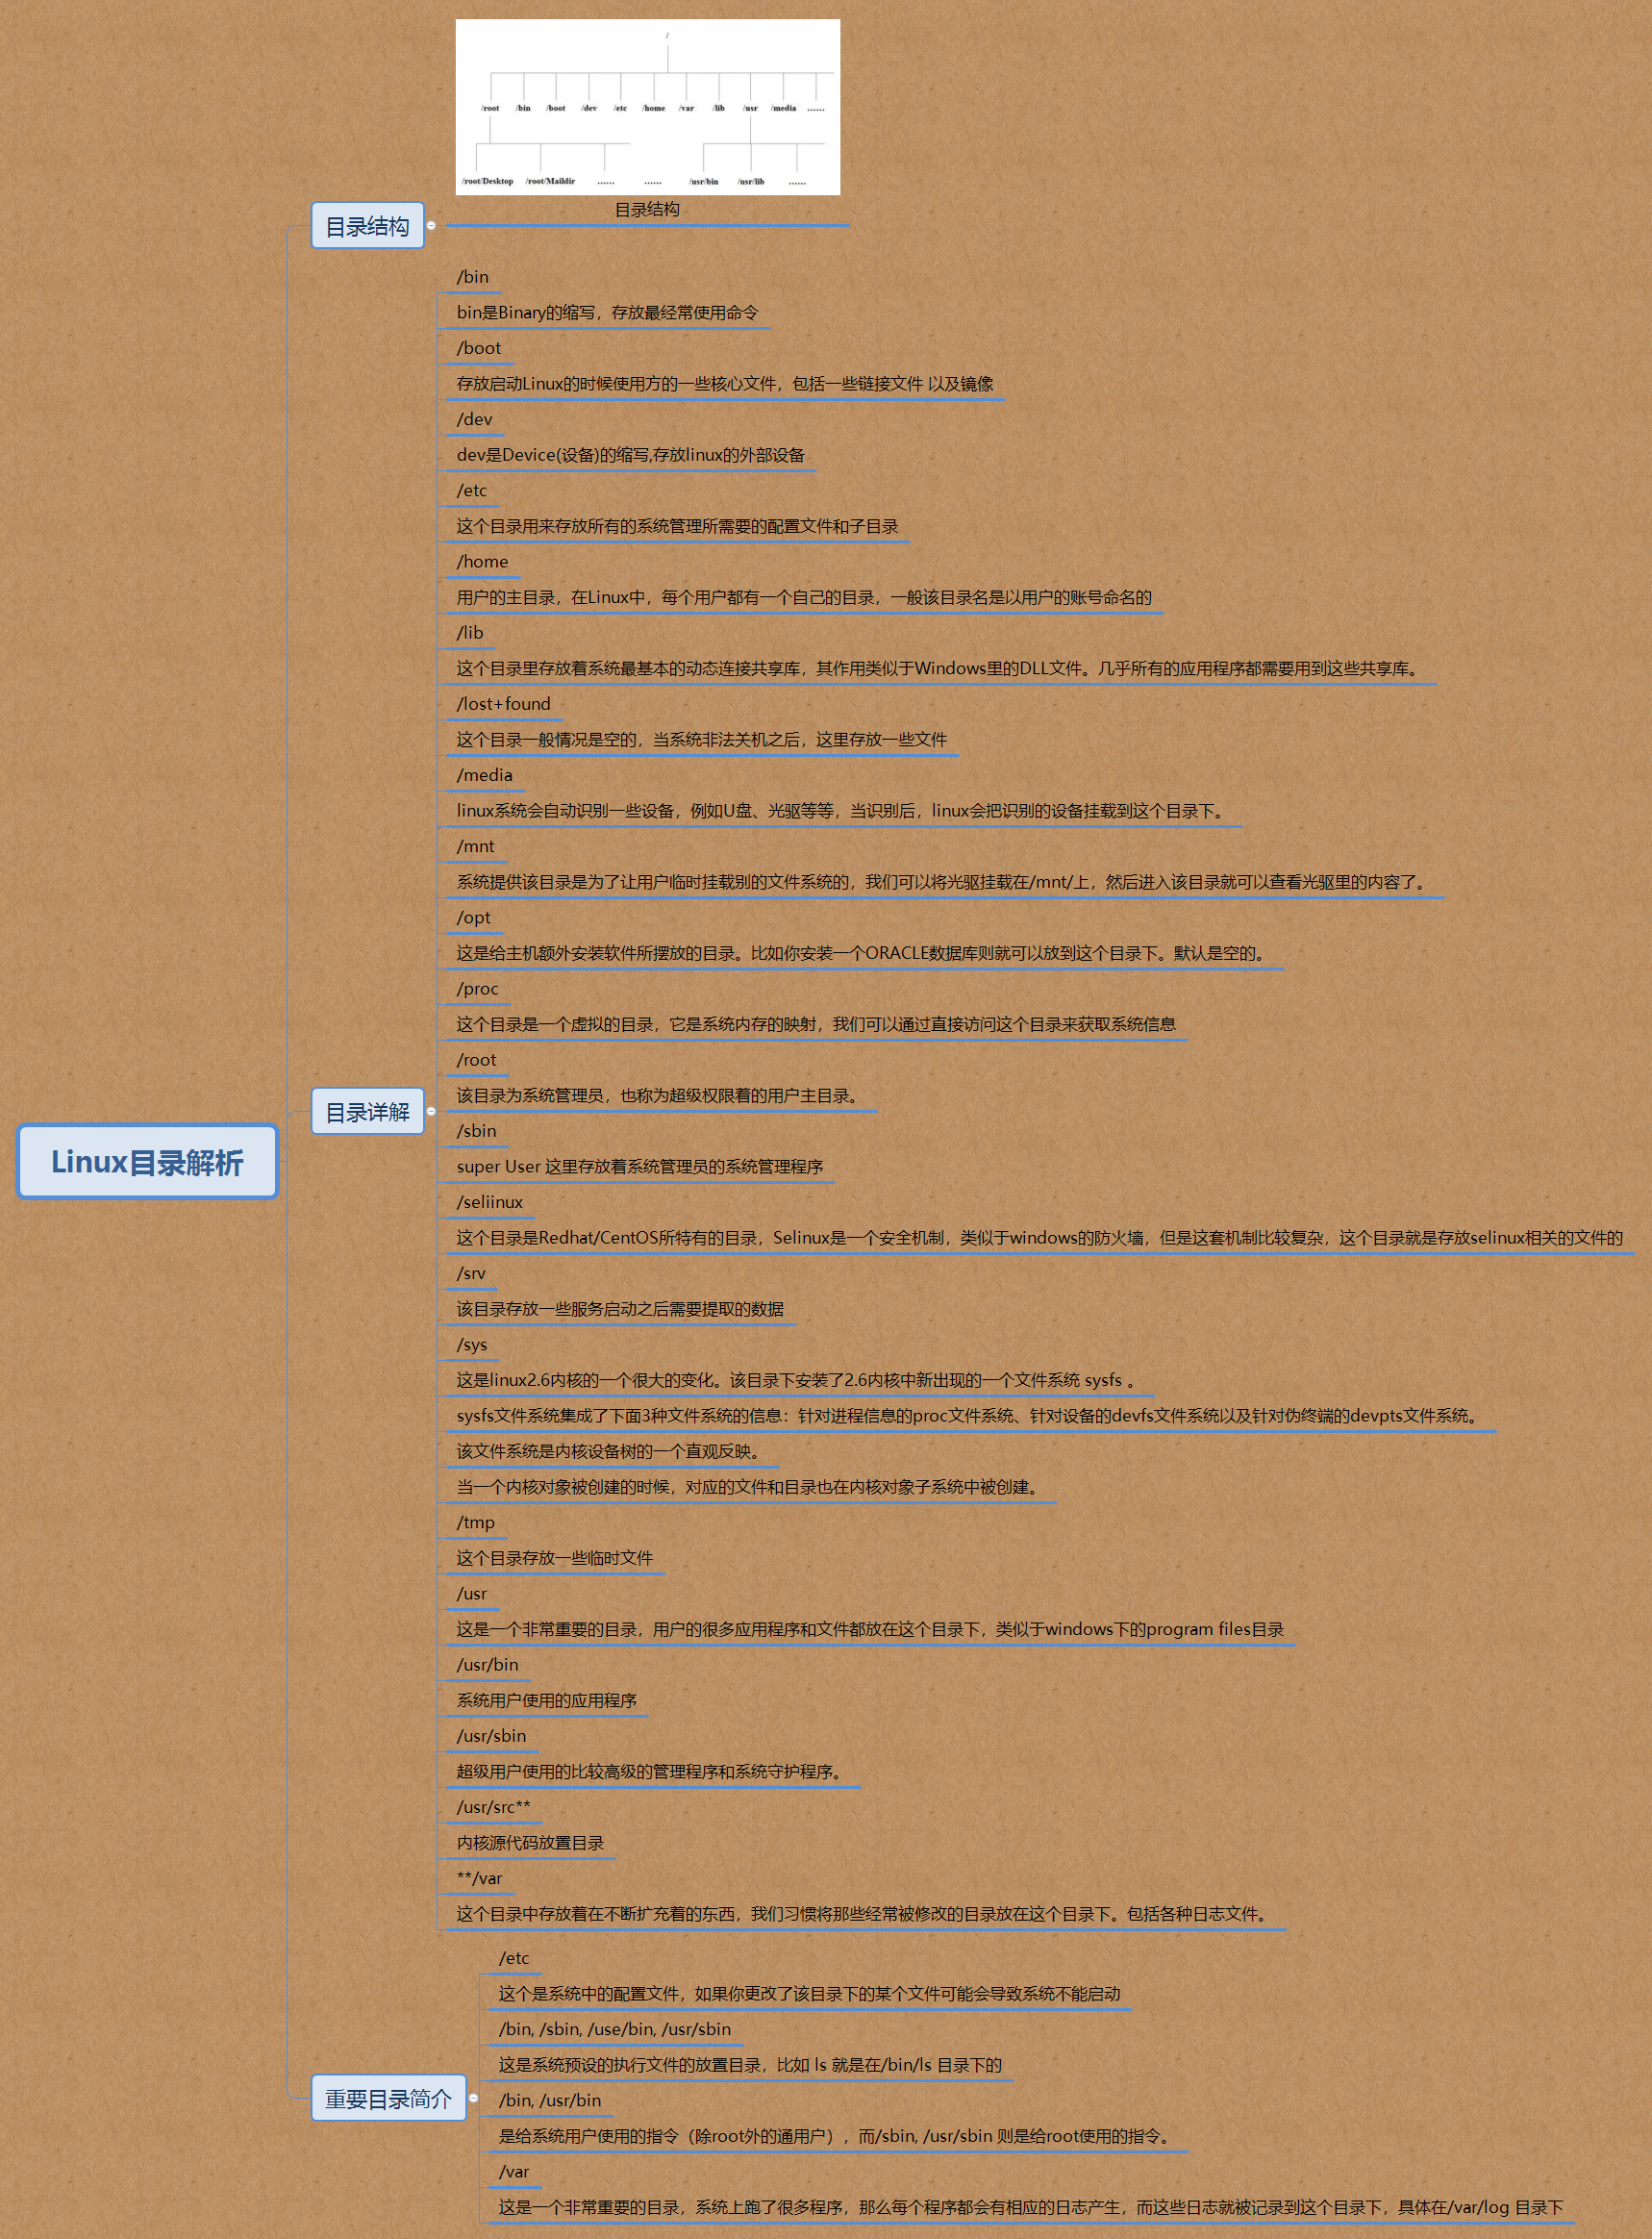 /
/root /bin /boot /dev /etc /home /var /lib /usr /media ......
/root/Desktop /root/Maildir ...... ...... /usr/bin /usr/lib ......
目录结构
目录结构
/bin
bin是Binary的缩写，存放最经常使用命令
/boot
存放启动Linux的时候使用方的一些核心文件，包括一些链接文件 以及镜像
/dev
dev是Device(设备)的缩写,存放linux的外部设备
/etc
这个目录用来存放所有的系统管理所需要的配置文件和子目录
/home
用户的主目录，在Linux中，每个用户都有一个自己的目录，一般该目录名是以用户的账号命名的
/lib
这个目录里存放着系统最基本的动态连接共享库，其作用类似于Windows里的DLL文件。几乎所有的应用程序都需要用到这些共享库。
/lost+found
这个目录一般情况是空的，当系统非法关机之后，这里存放一些文件
/media
linux系统会自动识别一些设备，例如U盘、光驱等等，当识别后，linux会把识别的设备挂载到这个目录下。
/mnt
系统提供该目录是为了让用户临时挂载别的文件系统的，我们可以将光驱挂载在/mnt/上，然后进入该目录就可以查看光驱里的内容了。
/opt
这是给主机额外安装软件所摆放的目录。比如你安装一个ORACLE数据库则就可以放到这个目录下。默认是空的。
/proc
这个目录是一个虚拟的目录，它是系统内存的映射，我们可以通过直接访问这个目录来获取系统信息
/root
目录详解
该目录为系统管理员，也称为超级权限着的用户主目录。
/sbin
Linux目录解析
super User 这里存放着系统管理员的系统管理程序
/seliinux
这个目录是Redhat/CentOS所特有的目录，Selinux是一个安全机制，类似于windows的防火墙，但是这套机制比较复杂，这个目录就是存放selinux相关的文件的
/srv
该目录存放一些服务启动之后需要提取的数据
/sys
这是linux2.6内核的一个很大的变化。该目录下安装了2.6内核中新出现的一个文件系统 sysfs 。
sysfs文件系统集成了下面3种文件系统的信息：针对进程信息的proc文件系统、针对设备的devfs文件系统以及针对伪终端的devpts文件系统。
该文件系统是内核设备树的一个直观反映。
当一个内核对象被创建的时候，对应的文件和目录也在内核对象子系统中被创建。
/tmp
这个目录存放一些临时文件
/usr
这是一个非常重要的目录，用户的很多应用程序和文件都放在这个目录下，类似于windows下的program files目录
/usr/bin
系统用户使用的应用程序
/usr/sbin
超级用户使用的比较高级的管理程序和系统守护程序。
/usr/src**
内核源代码放置目录
**/var
这个目录中存放着在不断扩充着的东西，我们习惯将那些经常被修改的目录放在这个目录下。包括各种日志文件。
/etc
这个是系统中的配置文件，如果你更改了该目录下的某个文件可能会导致系统不能启动
/bin, /sbin, /use/bin, /usr/sbin
这是系统预设的执行文件的放置目录，比如 ls 就是在/bin/ls 目录下的
重要目录简介
/bin, /usr/bin
是给系统用户使用的指令（除root外的通用户），而/sbin, /usr/sbin 则是给root使用的指令。
/var
这是一个非常重要的目录，系统上跑了很多程序，那么每个程序都会有相应的日志产生，而这些日志就被记录到这个目录下，具体在/var/log 目录下